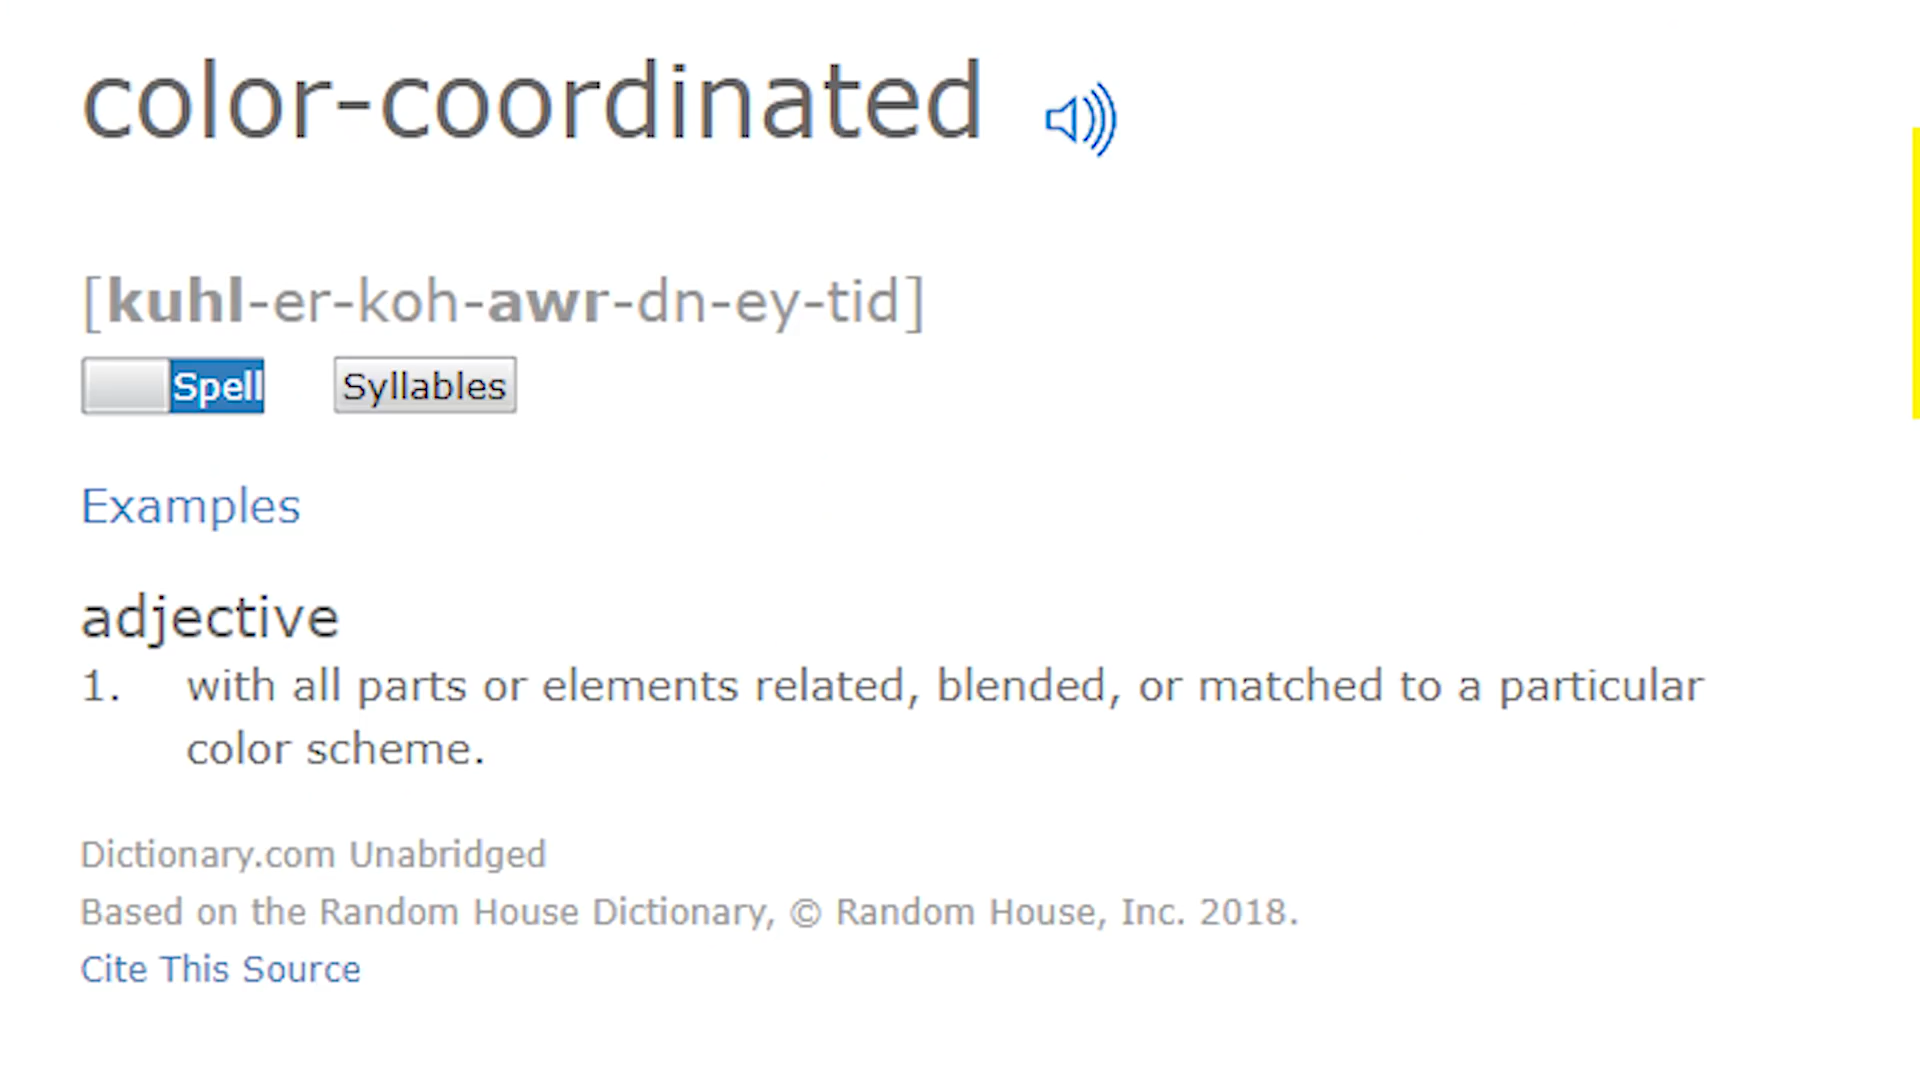 color-coordinated
[kuhl-er-koh-awr-dn-ey-tid]
Spell Syllables
Examples
adjective
1. with all parts or elements related, blended, or matched to a particular
color scheme.
Dictionary.com Unabridged
Based on the Random House Dictionary, © Random House, Inc. 2018.
Cite This Source